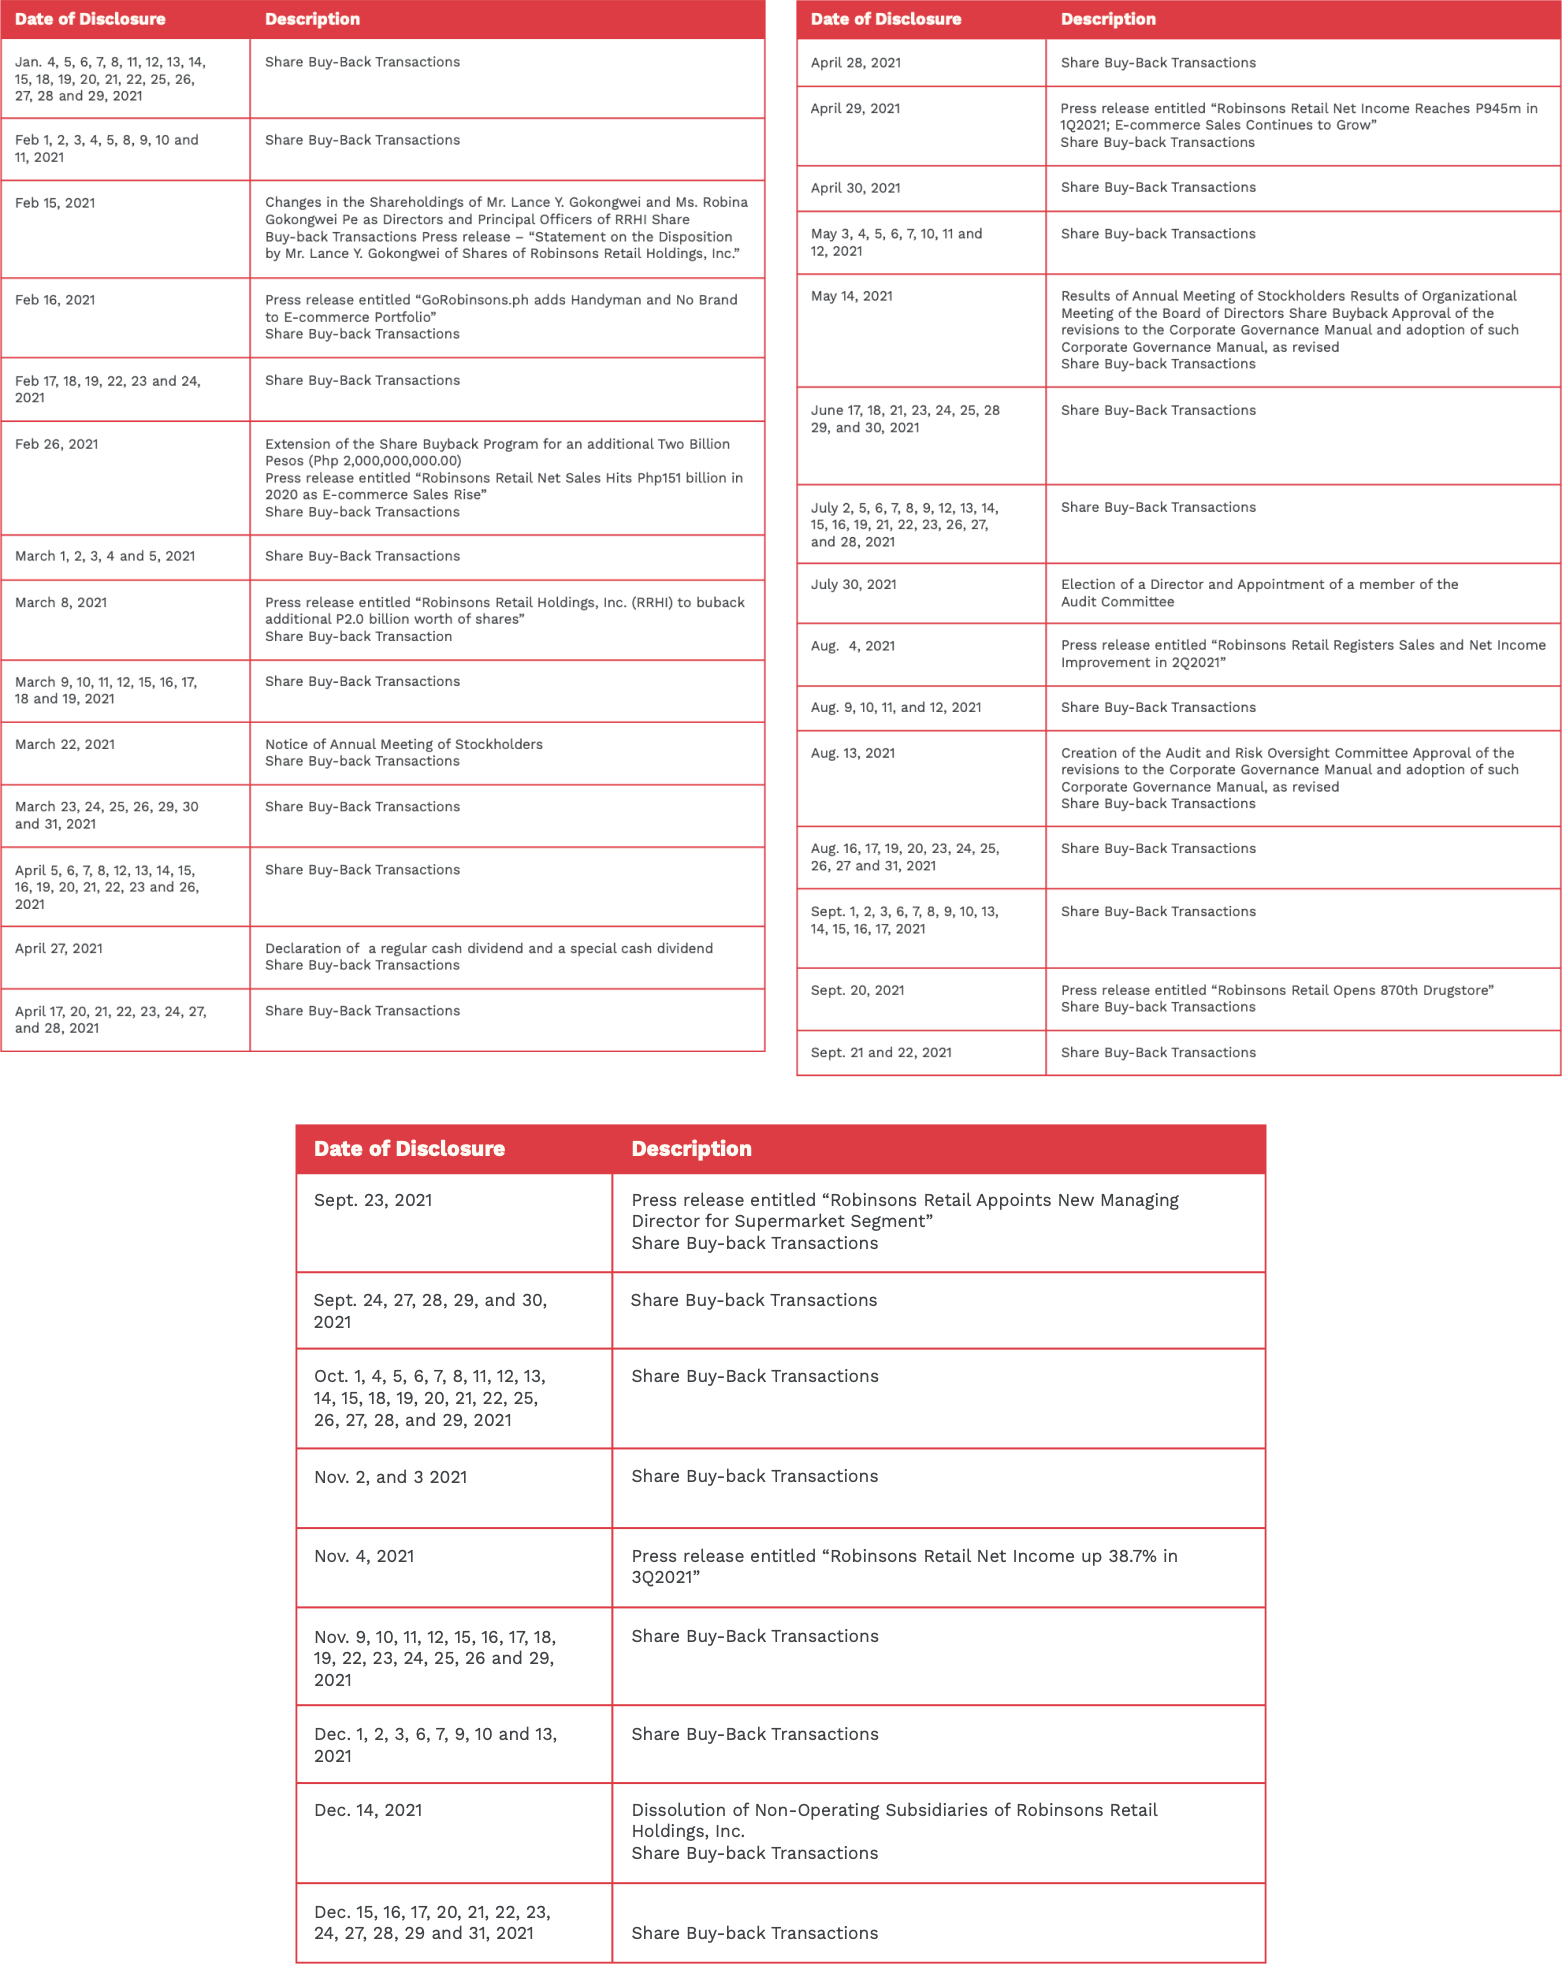 Date of Disclosure
Description
Jan. 4, 5, 6, 7, 8, 11, 12, 13, 14,
15, 18, 19, 20, 21, 22, 25, 26,
27, 28 and 29, 2021
Share Buy-Back Transactions
Feb 1, 2, 3, 4, 5, 8, 9, 10 and
11, 2021
Share Buy-Back Transactions
Feb 15, 2021
Changes in the Shareholdings of Mr. Lance Y. Gokongwei and Ms. Robina
Gokongwei Pe as Directors and Principal Officers of RRHI Share
Buy-back Transactions Press release – “Statement on the Disposition
by Mr. Lance Y. Gokongwei of Shares of Robinsons Retail Holdings, Inc.”
Feb 16, 2021
Press release entitled “GoRobinsons.ph adds Handyman and No Brand
to E-commerce Portfolio”
Share Buy-back Transactions
Feb 17, 18, 19, 22, 23 and 24,
2021
Share Buy-Back Transactions
Feb 26, 2021
Extension of the Share Buyback Program for an additional Two Billion
Pesos (Php 2,000,000,000.00)
Press release entitled “Robinsons Retail Net Sales Hits Php151 billion in
2020 as E-commerce Sales Rise”
Share Buy-back Transactions
March 1, 2, 3, 4 and 5, 2021
Share Buy-Back Transactions
March 8, 2021
Press release entitled “Robinsons Retail Holdings, Inc. (RRHI) to buback
additional P2.0 billion worth of shares”
Share Buy-back Transaction
March 9, 10, 11, 12, 15, 16, 17,
18 and 19, 2021
Share Buy-Back Transactions
March 22, 2021
Notice of Annual Meeting of Stockholders
Share Buy-back Transactions
March 23, 24, 25, 26, 29, 30
and 31, 2021
Share Buy-Back Transactions
April 5, 6, 7, 8, 12, 13, 14, 15,
16, 19, 20, 21, 22, 23 and 26,
2021
Share Buy-Back Transactions
April 27, 2021
Declaration of  a regular cash dividend and a special cash dividend
Share Buy-back Transactions
April 17, 20, 21, 22, 23, 24, 27,
and 28, 2021
Share Buy-Back Transactions
Date of Disclosure
Description
April 28, 2021
Share Buy-Back Transactions
April 29, 2021
Press release entitled “Robinsons Retail Net Income Reaches P945m in
1Q2021; E-commerce Sales Continues to Grow”
Share Buy-back Transactions
April 30, 2021
Share Buy-Back Transactions
May 3, 4, 5, 6, 7, 10, 11 and
12, 2021
Share Buy-Back Transactions
May 14, 2021
Results of Annual Meeting of Stockholders Results of Organizational
Meeting of the Board of Directors Share Buyback Approval of the
revisions to the Corporate Governance Manual and adoption of such
Corporate Governance Manual, as revised
Share Buy-back Transactions
June 17, 18, 21, 23, 24, 25, 28
29, and 30, 2021
Share Buy-Back Transactions
July 2, 5, 6, 7, 8, 9, 12, 13, 14,
15, 16, 19, 21, 22, 23, 26, 27,
and 28, 2021
Share Buy-Back Transactions
July 30, 2021
Election of a Director and Appointment of a member of the
Audit Committee
Aug.  4, 2021
Press release entitled “Robinsons Retail Registers Sales and Net Income
Improvement in 2Q2021”
Aug. 9, 10, 11, and 12, 2021
Share Buy-Back Transactions
Aug. 13, 2021
Creation of the Audit and Risk Oversight Committee Approval of the
revisions to the Corporate Governance Manual and adoption of such
Corporate Governance Manual, as revised
Share Buy-back Transactions
Aug. 16, 17, 19, 20, 23, 24, 25,
26, 27 and 31, 2021
Share Buy-Back Transactions
Sept. 1, 2, 3, 6, 7, 8, 9, 10, 13,
14, 15, 16, 17, 2021
Share Buy-Back Transactions
Sept. 20, 2021
Press release entitled “Robinsons Retail Opens 870th Drugstore”
Share Buy-back Transactions
Sept. 21 and 22, 2021
Share Buy-Back Transactions
Date of Disclosure
Description
Sept. 23, 2021
Press release entitled “Robinsons Retail Appoints New Managing
Director for Supermarket Segment”
Share Buy-back Transactions
Sept. 24, 27, 28, 29, and 30,
2021
Share Buy-back Transactions
Oct. 1, 4, 5, 6, 7, 8, 11, 12, 13,
14, 15, 18, 19, 20, 21, 22, 25,
26, 27, 28, and 29, 2021
Share Buy-Back Transactions
Nov. 2, and 3 2021
Share Buy-back Transactions
Nov. 4, 2021
Press release entitled “Robinsons Retail Net Income up 38.7% in
3Q2021”
Nov. 9, 10, 11, 12, 15, 16, 17, 18,
19, 22, 23, 24, 25, 26 and 29,
2021
Share Buy-Back Transactions
Dec. 1, 2, 3, 6, 7, 9, 10 and 13,
2021
Share Buy-Back Transactions
Dec. 14, 2021
Dissolution of Non-Operating Subsidiaries of Robinsons Retail
Holdings, Inc.
Share Buy-back Transactions
Dec. 15, 16, 17, 20, 21, 22, 23,
24, 27, 28, 29 and 31, 2021
Share Buy-back Transactions